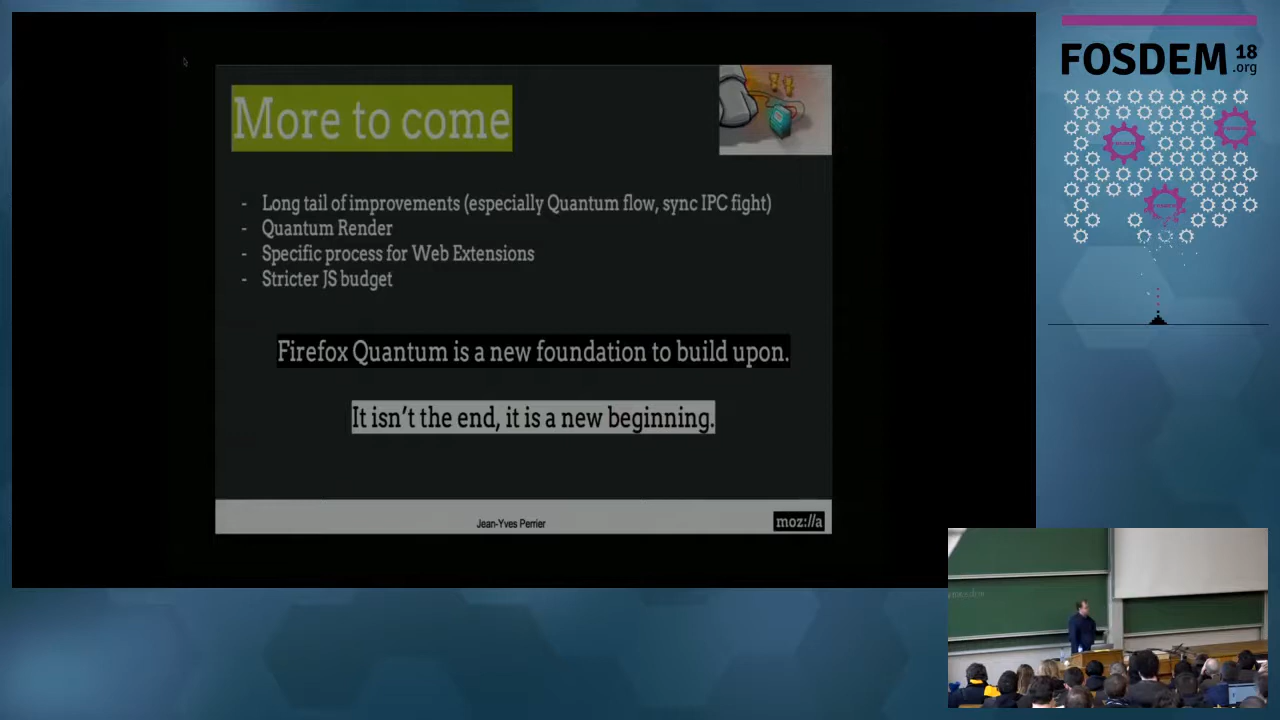 More to come
- Long tail of improvements (especially Quantum flow, sync IPC fight)
- Quantum Render
- Specific process for Web Extensions
- Stricter JS budget
Firefox Quantum is a new foundation to build upon.
It isn't the end, it is a new beginning.
Jean-Yves Perrier
moz://a
FOSDEM 18
.org